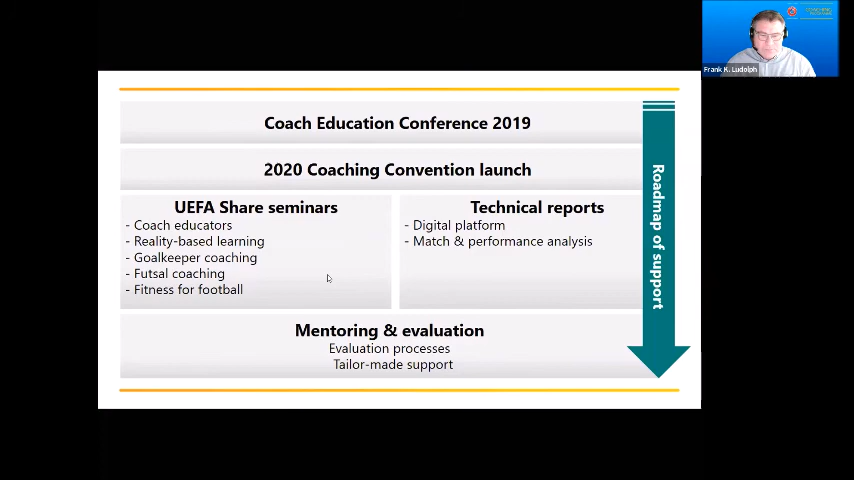 Frank K. Ludolph
Coach Education Conference 2019
2020 Coaching Convention launch
UEFA Share seminars
- Coach educators
- Reality-based learning
- Goalkeeper coaching
- Futsal coaching
- Fitness for football
Technical reports
- Digital platform
- Match & performance analysis
Mentoring & evaluation
Evaluation processes
Tailor-made support
Roadmap of support